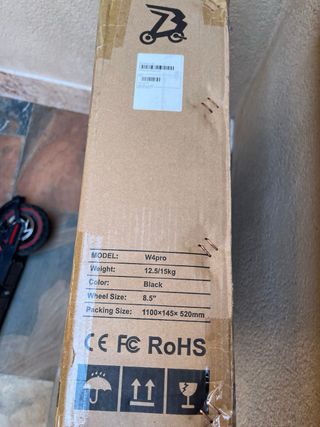 MODEL: W4pro
Weight: 12.5/15kg
Color: Black
Wheel Size: 8.5"
Packing Size: 1100×145×520mm
CE FC RoHS